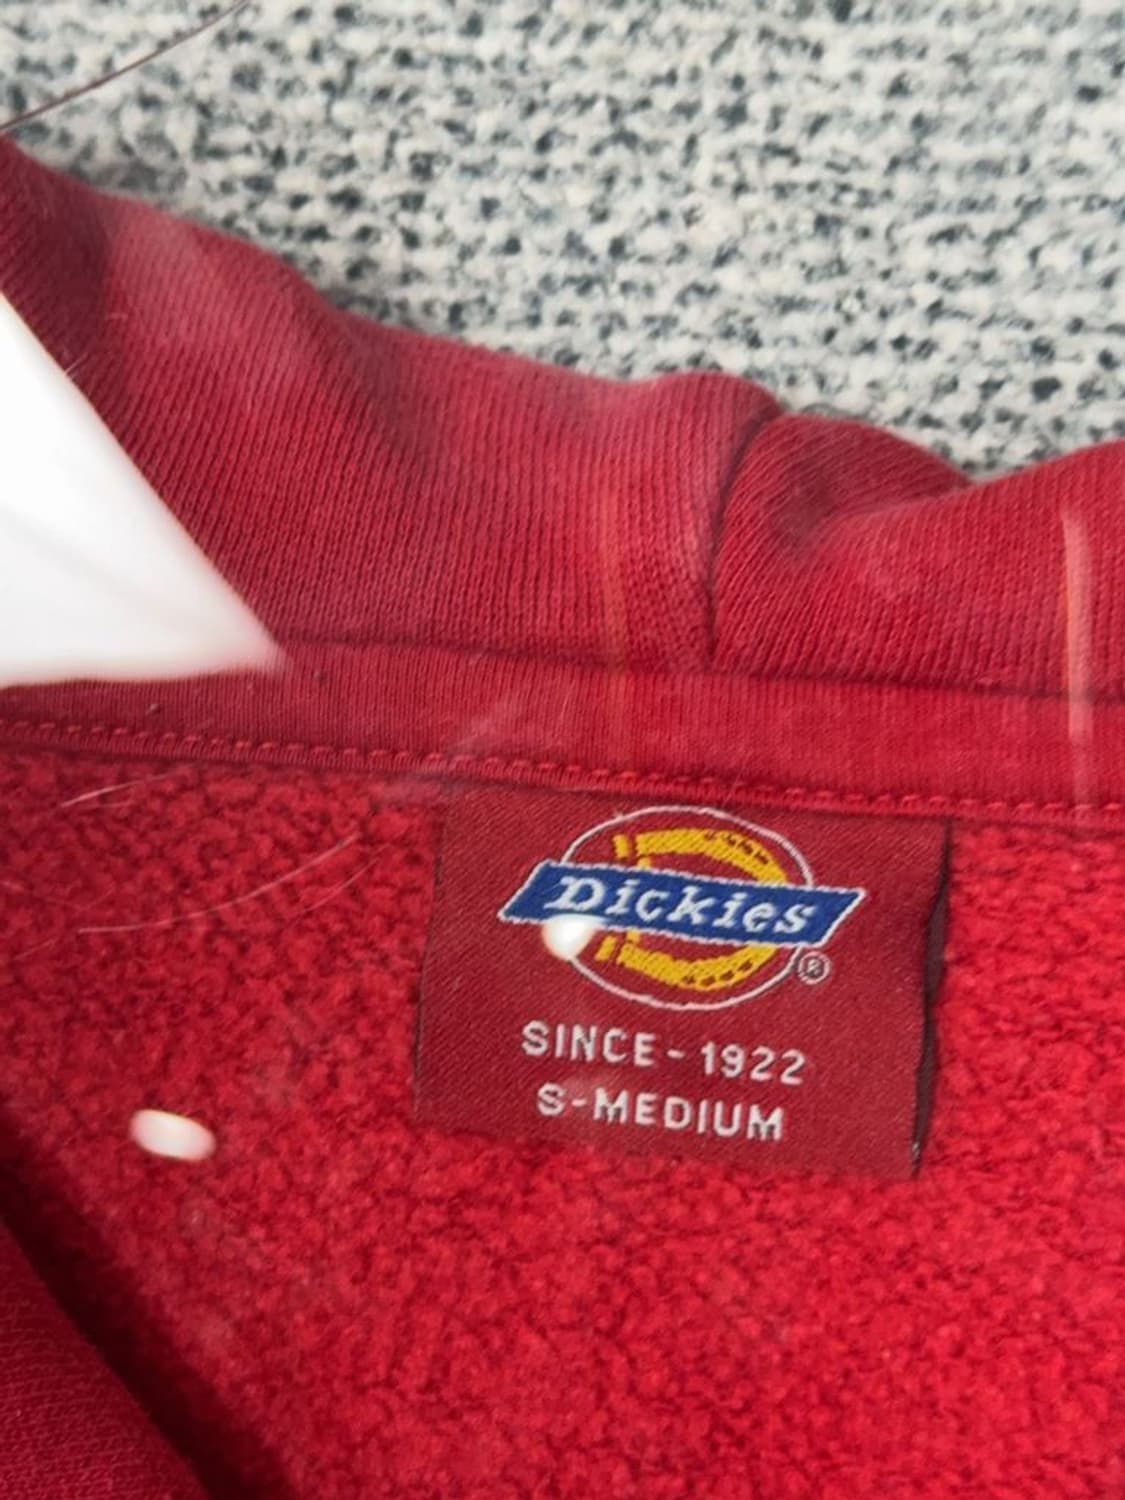 Dickies
®
SINCE - 1922
S-MEDIUM